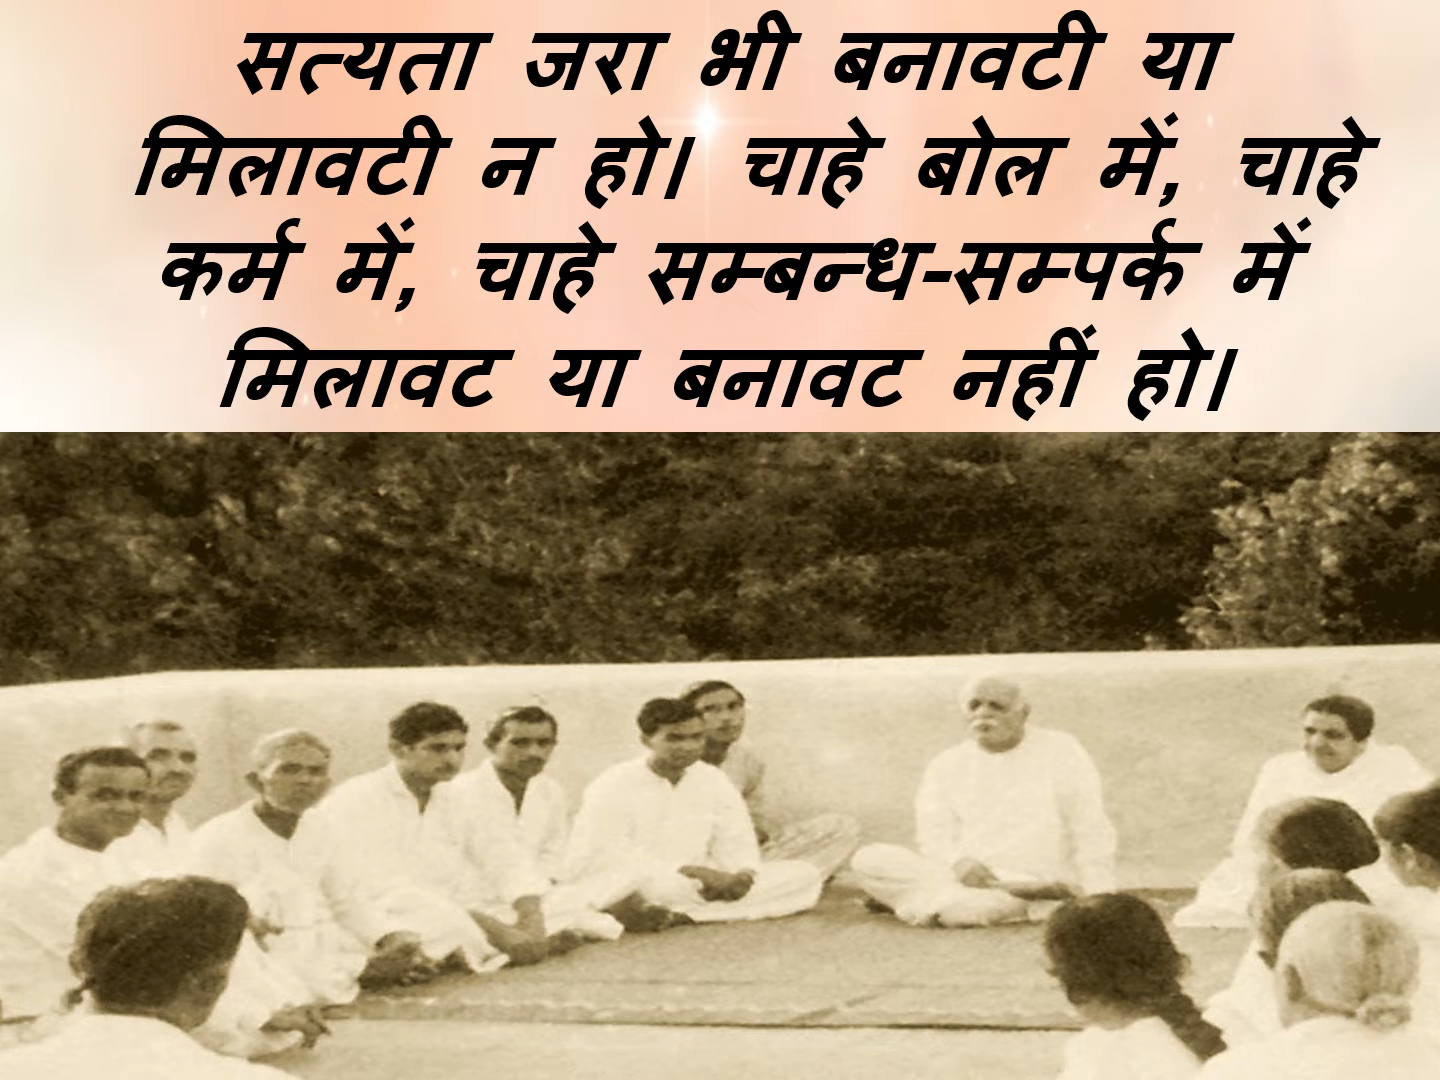 सत्यता जरा भी बनावटी या
मिलावटी न हो। चाहे बोल में, चाहे
कर्म में, चाहे सम्बन्ध-सम्पर्क में
मिलावट या बनावट नहीं हो।